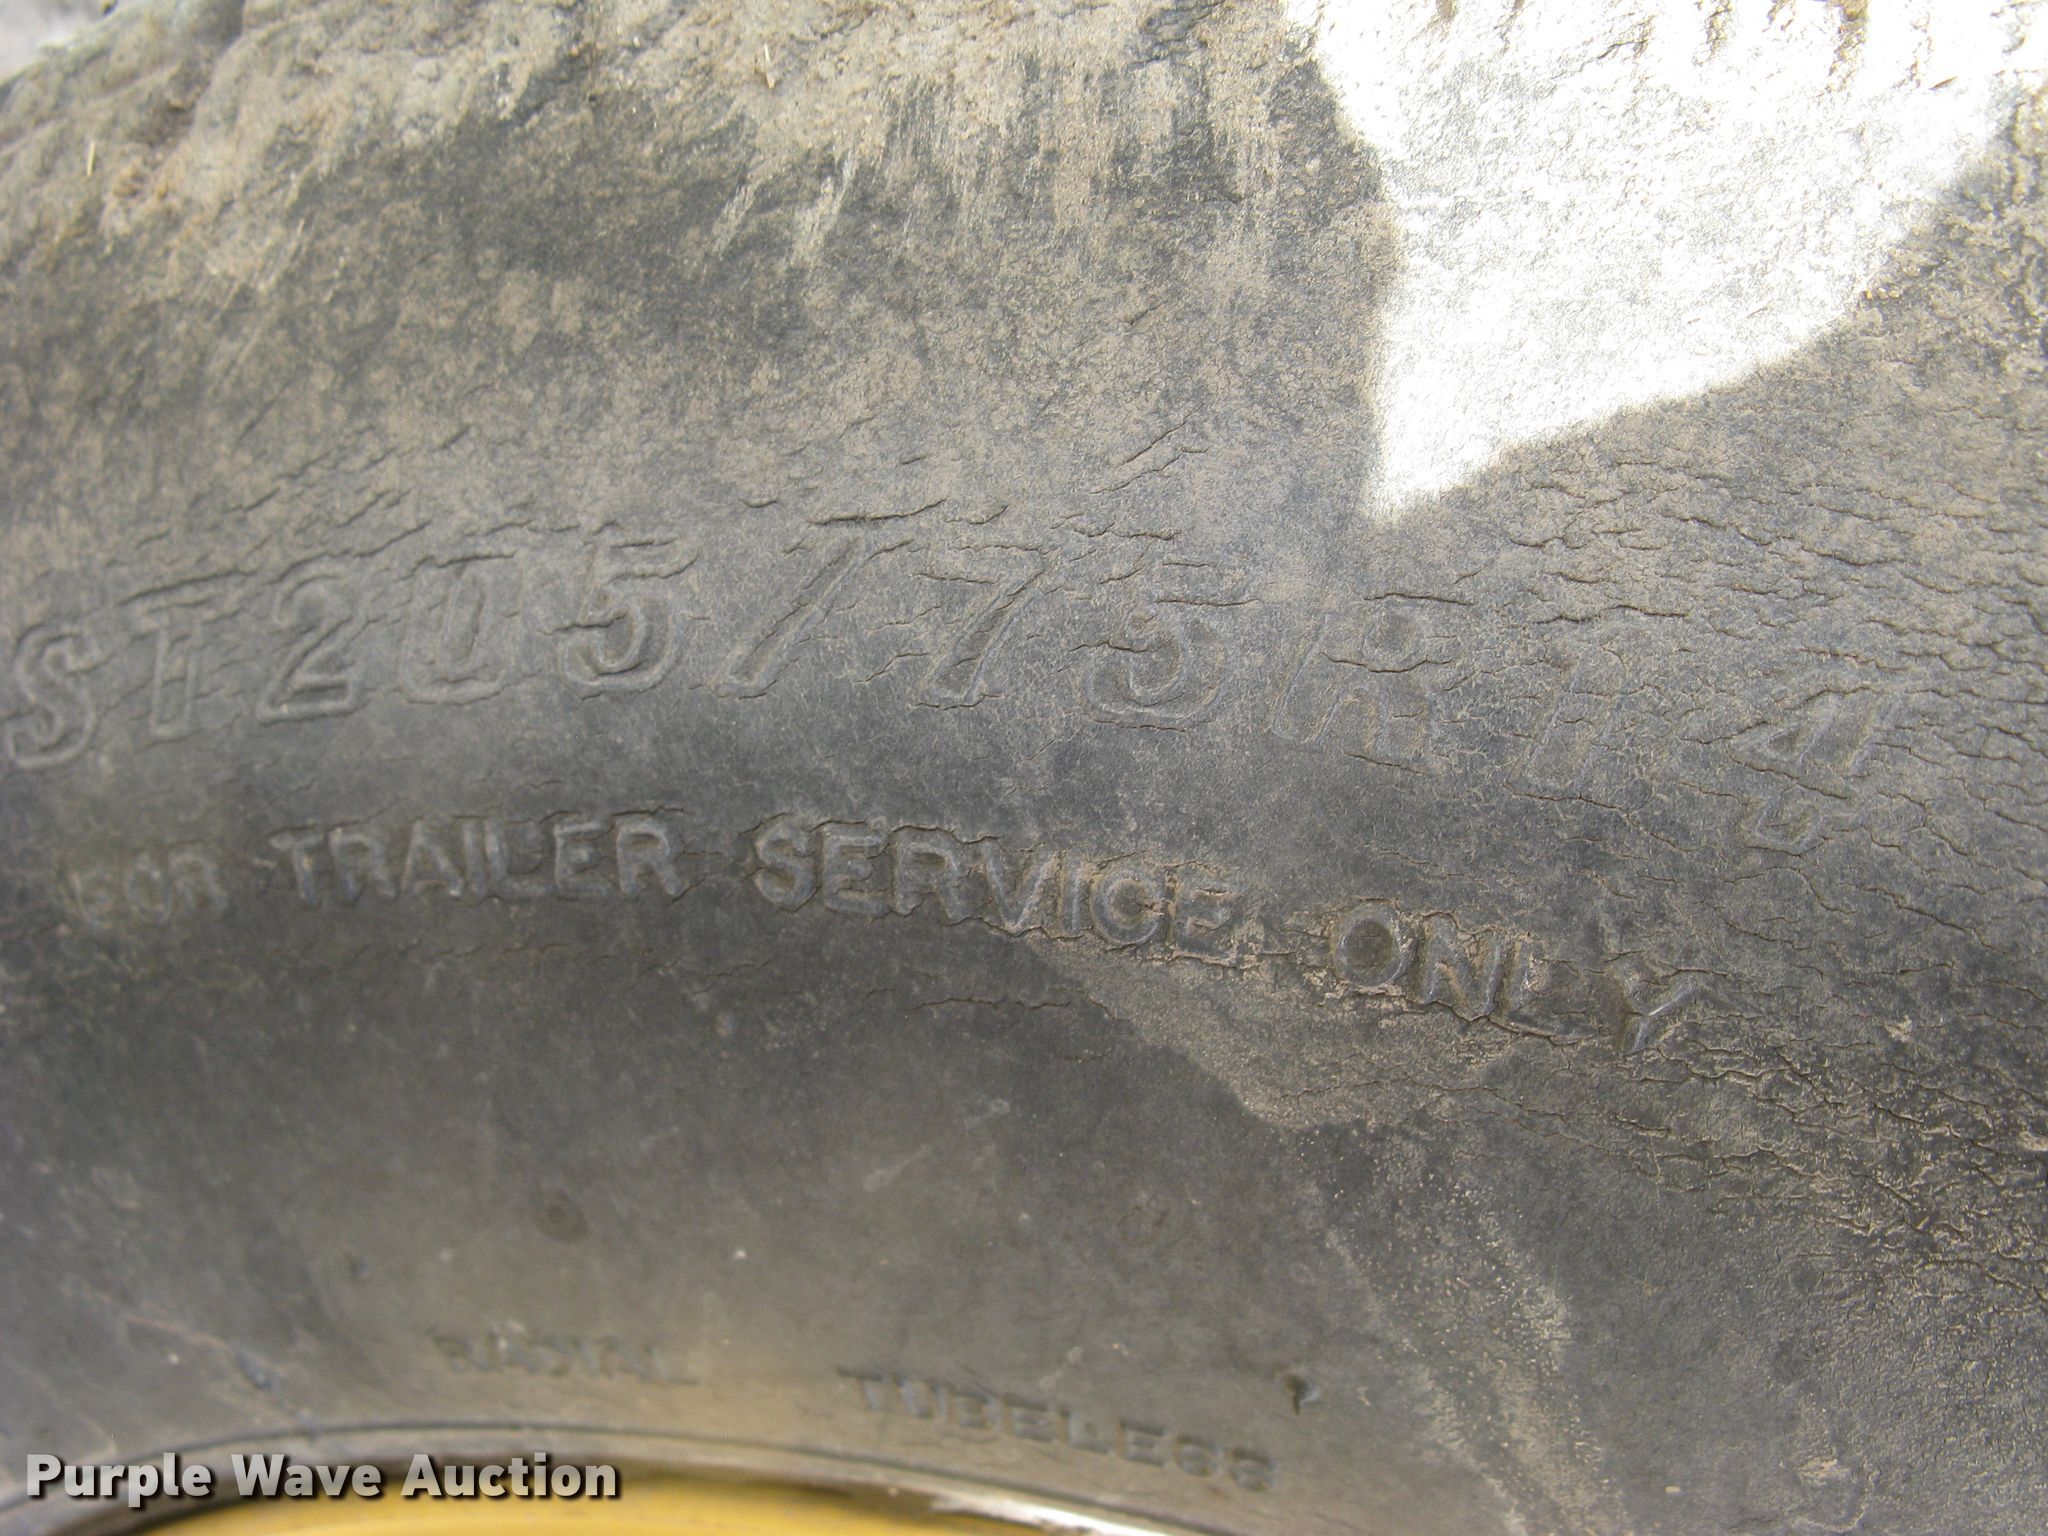 ST205/75R14
FOR TRAILER SERVICE ONLY
RADIAL TUBELESS
Purple Wave Auction